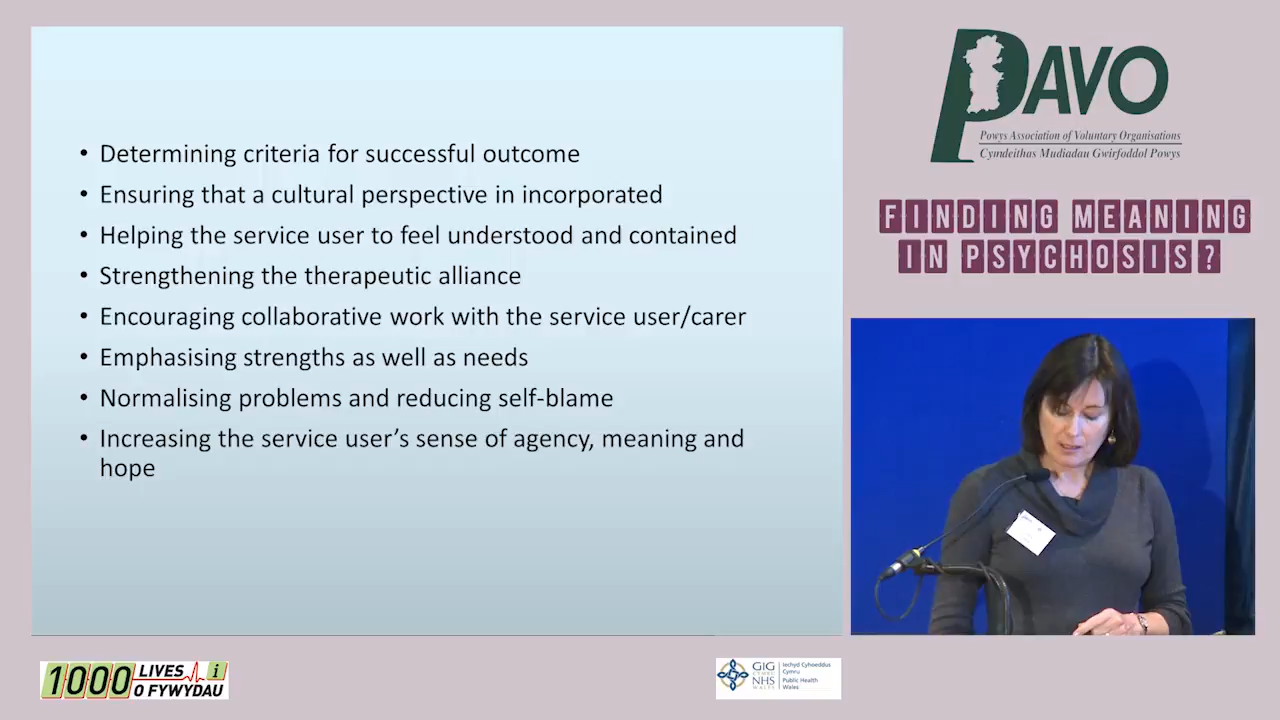 • Determining criteria for successful outcome
• Ensuring that a cultural perspective in incorporated
• Helping the service user to feel understood and contained
• Strengthening the therapeutic alliance
• Encouraging collaborative work with the service user/carer
• Emphasising strengths as well as needs
• Normalising problems and reducing self-blame
• Increasing the service user’s sense of agency, meaning and
hope
PAVO
Powys Association of Voluntary Organisations
Cymdeithas Mudiadau Gwirfoddol Powys
FINDING MEANING
IN PSYCHOSIS?
1000 LIVES i
O FYWYDAU
GIG
CYMRU
NHS
WALES
Iechyd Cyhoeddus
Cymru
Public Health
Wales